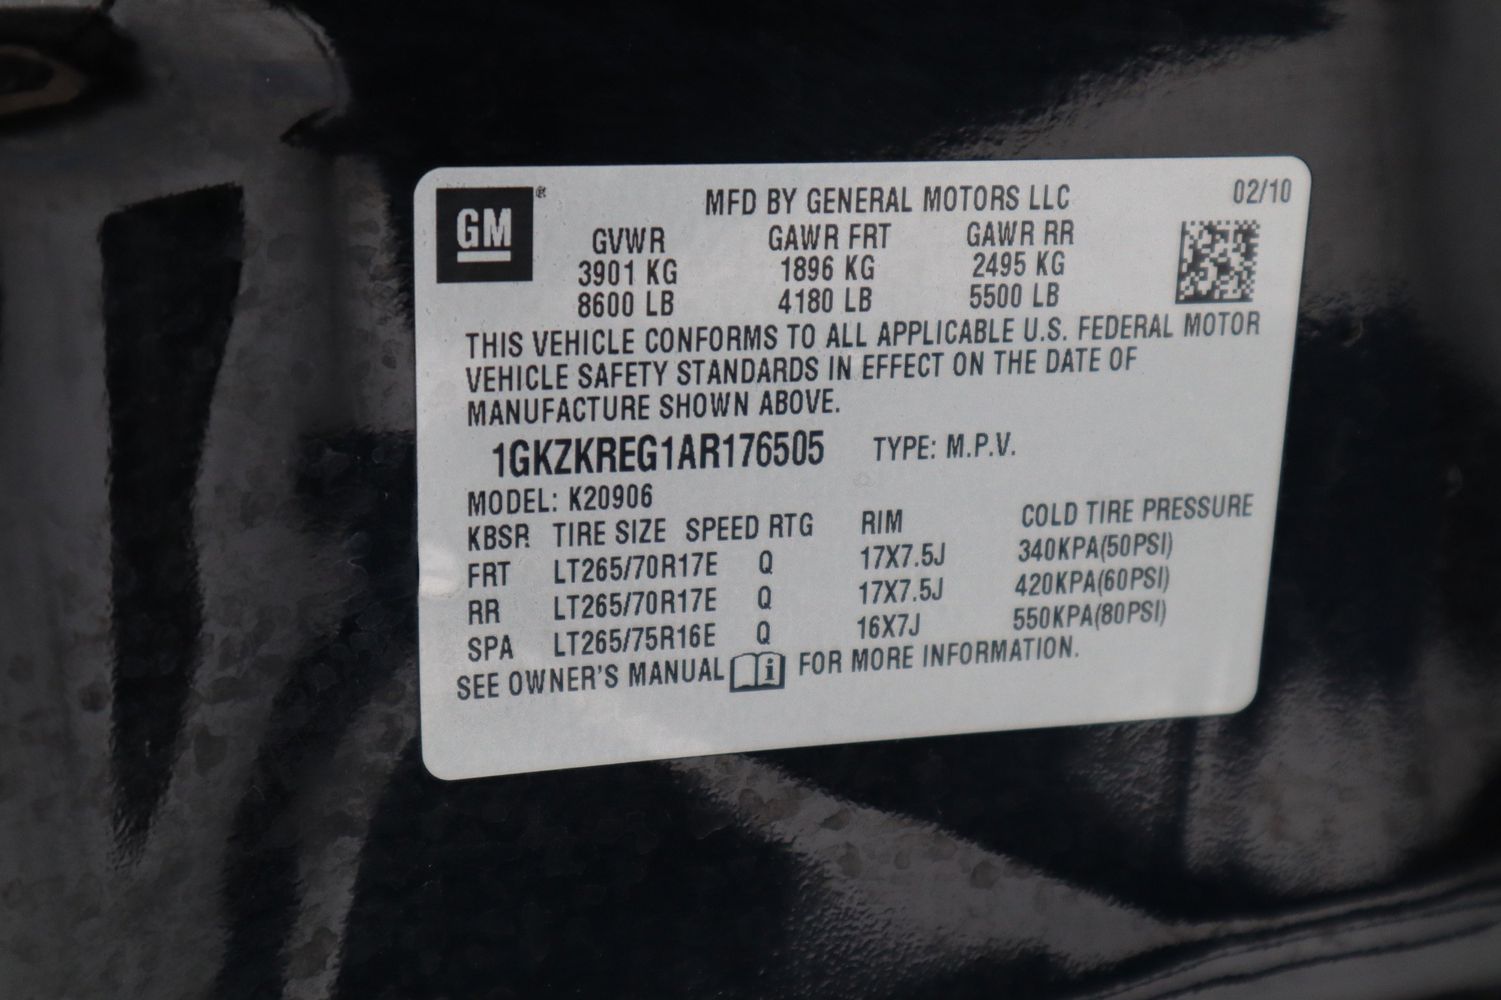 GM ® MFD BY GENERAL MOTORS LLC 02/10
GVWR GAWR FRT GAWR RR
3901 KG 1896 KG 2495 KG
8600 LB 4180 LB 5500 LB
THIS VEHICLE CONFORMS TO ALL APPLICABLE U.S. FEDERAL MOTOR
VEHICLE SAFETY STANDARDS IN EFFECT ON THE DATE OF
MANUFACTURE SHOWN ABOVE.
1GKZKREG1AR176505 TYPE: M.P.V.
MODEL: K20906
KBSR TIRE SIZE SPEED RTG RIM COLD TIRE PRESSURE
FRT LT265/70R17E Q 17X7.5J 340KPA(50PSI)
RR LT265/70R17E Q 17X7.5J 420KPA(60PSI)
SPA LT265/75R16E Q 16X7J 550KPA(80PSI)
SEE OWNER'S MANUAL i FOR MORE INFORMATION.